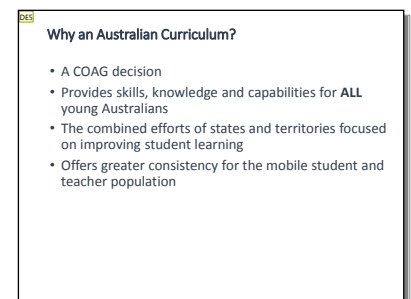 DE5
Why an Australian Curriculum?
• A COAG decision
• Provides skills, knowledge and capabilities for ALL
young Australians
• The combined efforts of states and territories focused
on improving student learning
• Offers greater consistency for the mobile student and
teacher population